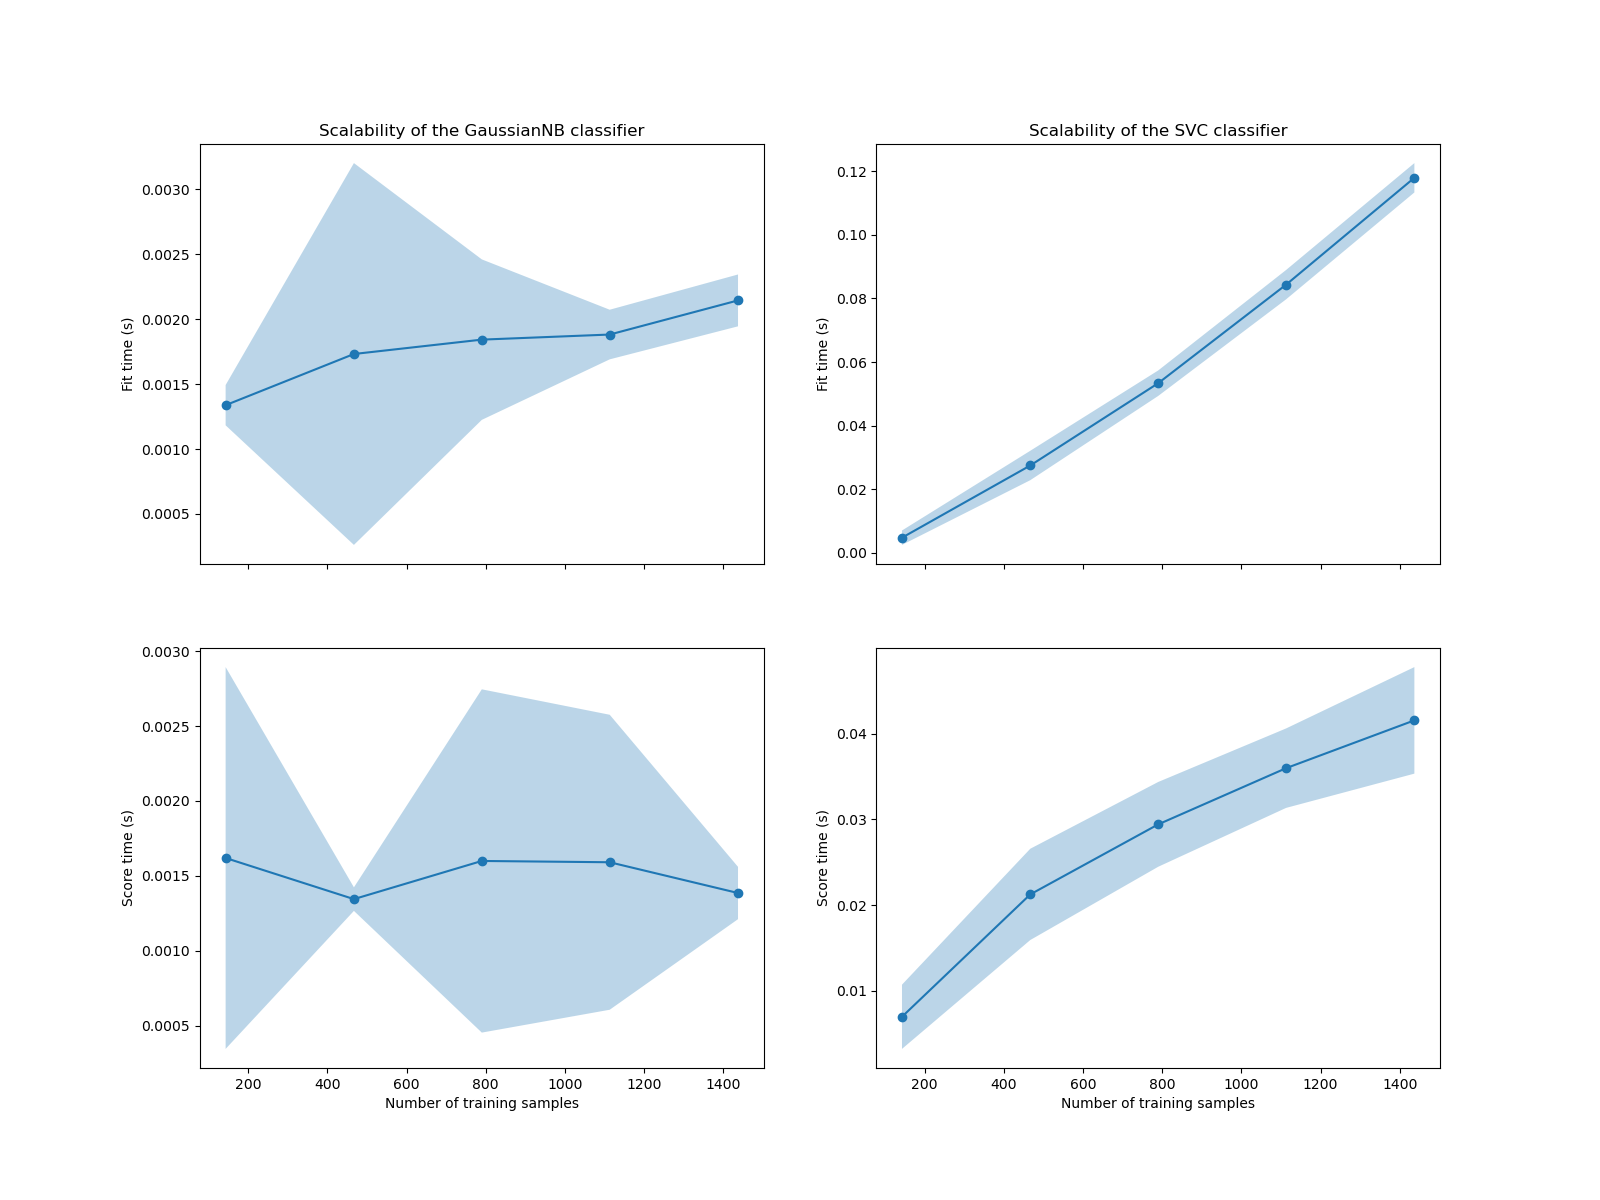 Scalability of the GaussianNB classifier
Fit time (s)
0.0030
0.0025
0.0020
0.0015
0.0010
0.0005
Scalability of the SVC classifier
Fit time (s)
0.12
0.10
0.08
0.06
0.04
0.02
0.00
Score time (s)
0.0030
0.0025
0.0020
0.0015
0.0010
0.0005
200 400 600 800 1000 1200 1400
Number of training samples
Score time (s)
0.04
0.03
0.02
0.01
200 400 600 800 1000 1200 1400
Number of training samples